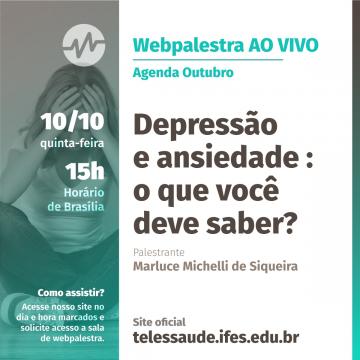 Webpalestra AO VIVO
Agenda Outubro
10/10
quinta-feira
15h
Horário
de Brasília
Depressão
e ansiedade :
o que você
deve saber?
Palestrante
Marluce Michelli de Siqueira
Como assistir?
Acesse nosso site no
dia e hora marcados e
solicite acesso a sala
de webpalestra.
Site oficial
telessaude.ifes.edu.br